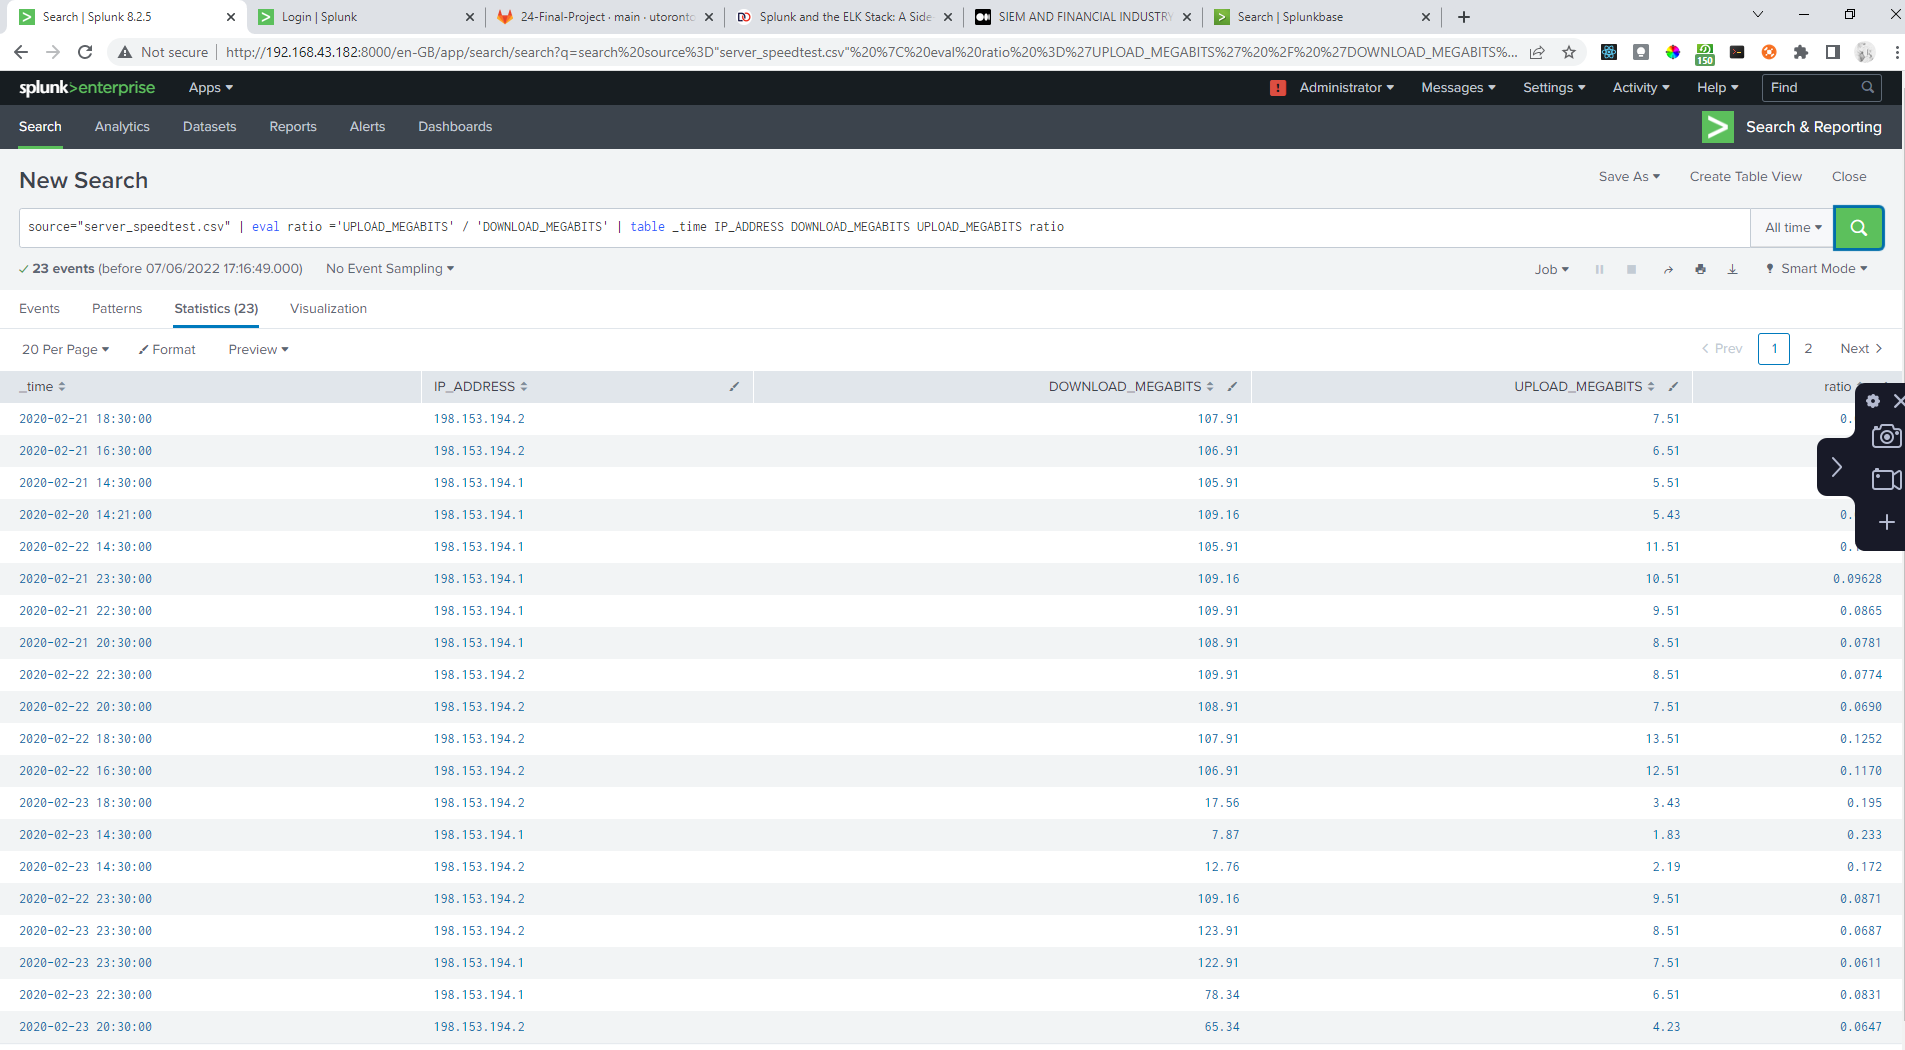 Search | Splunk 8.2.5
Login | Splunk
24-Final-Project · main · utoronto
Splunk and the ELK Stack: A Side
SIEM AND FINANCIAL INDUSTRY
Search | Splunkbase
Not secure
http://192.168.43.182:8000/en-GB/app/search/search?q=search%20source%3D"server_speedtest.csv"%20%7C%20eval%20ratio%20%3D%27UPLOAD_MEGABITS%27%20%2F%20%27DOWNLOAD_MEGABITS%...
150
splunk>enterprise Apps
! Administrator Messages Settings Activity Help Find
Search Analytics Datasets Reports Alerts Dashboards
Search & Reporting
New Search
Save As Create Table View Close
source="server_speedtest.csv" | eval ratio ='UPLOAD_MEGABITS' / 'DOWNLOAD_MEGABITS' | table _time IP_ADDRESS DOWNLOAD_MEGABITS UPLOAD_MEGABITS ratio
All time
✓ 23 events (before 07/06/2022 17:16:49.000) No Event Sampling
Job Smart Mode
Events Patterns Statistics (23) Visualization
20 Per Page Format Preview
< Prev 1 2 Next >
_time IP_ADDRESS DOWNLOAD_MEGABITS UPLOAD_MEGABITS ratio
2020-02-21 18:30:00 198.153.194.2 107.91 7.51 0.
2020-02-21 16:30:00 198.153.194.2 106.91 6.51
2020-02-21 14:30:00 198.153.194.1 105.91 5.51
2020-02-20 14:21:00 198.153.194.1 109.16 5.43 0.
2020-02-22 14:30:00 198.153.194.1 105.91 11.51 0.
2020-02-21 23:30:00 198.153.194.1 109.16 10.51 0.09628
2020-02-21 22:30:00 198.153.194.1 109.91 9.51 0.0865
2020-02-21 20:30:00 198.153.194.1 108.91 8.51 0.0781
2020-02-22 22:30:00 198.153.194.2 109.91 8.51 0.0774
2020-02-22 20:30:00 198.153.194.2 108.91 7.51 0.0690
2020-02-22 18:30:00 198.153.194.2 107.91 13.51 0.1252
2020-02-22 16:30:00 198.153.194.2 106.91 12.51 0.1170
2020-02-23 18:30:00 198.153.194.2 17.56 3.43 0.195
2020-02-23 14:30:00 198.153.194.1 7.87 1.83 0.233
2020-02-23 14:30:00 198.153.194.2 12.76 2.19 0.172
2020-02-22 23:30:00 198.153.194.2 109.16 9.51 0.0871
2020-02-23 23:30:00 198.153.194.2 123.91 8.51 0.0687
2020-02-23 23:30:00 198.153.194.1 122.91 7.51 0.0611
2020-02-23 22:30:00 198.153.194.1 78.34 6.51 0.0831
2020-02-23 20:30:00 198.153.194.2 65.34 4.23 0.0647